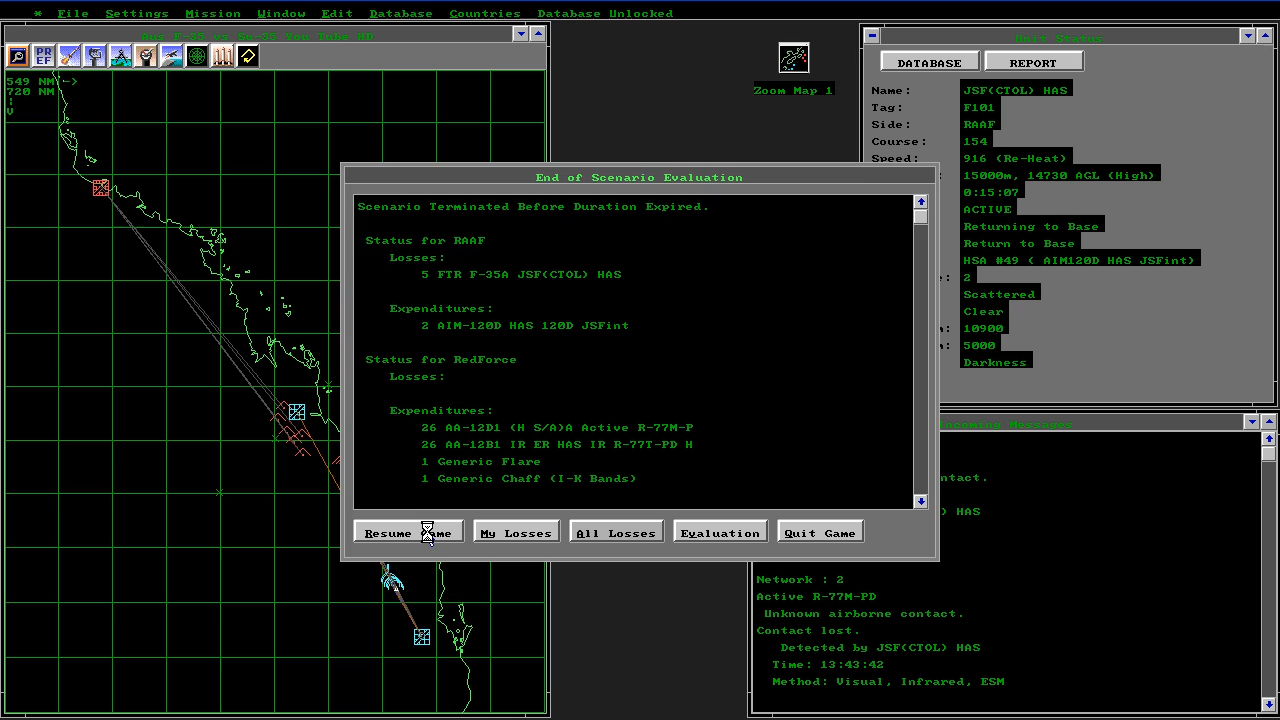 * File Settings Mission Window Edit Database Countries Database Unlocked
PR
EF
549 NM -->
720 NM
V
Zoom Map 1
Unit Status
DATABASE REPORT
Name: JSF(CTOL) HAS
Tag: F101
Side: RAAF
Course: 154
Speed: 916 (Re-Heat)
15000m, 14730 AGL (High)
0:15:07
ACTIVE
Returning to Base
Return to Base
HSA #49 ( AIM120D HAS JSFint)
2
Scattered
Clear
10900
5000
Darkness
End of Scenario Evaluation
Scenario Terminated Before Duration Expired.
Status for RAAF
Losses:
5 FTR F-35A JSF(CTOL) HAS
Expenditures:
2 AIM-120D HAS 120D JSFint
Status for RedForce
Losses:
Expenditures:
26 AA-12D1 (H S/A)A Active R-77M-P
26 AA-12B1 IR ER HAS IR R-77T-PD H
1 Generic Flare
1 Generic Chaff (I-K Bands)
Resume Game My Losses All Losses Evaluation Quit Game
Incoming Messages
ntact.
) HAS
Network : 2
Active R-77M-PD
Unknown airborne contact.
Contact lost.
Detected by JSF(CTOL) HAS
Time: 13:43:42
Method: Visual, Infrared, ESM